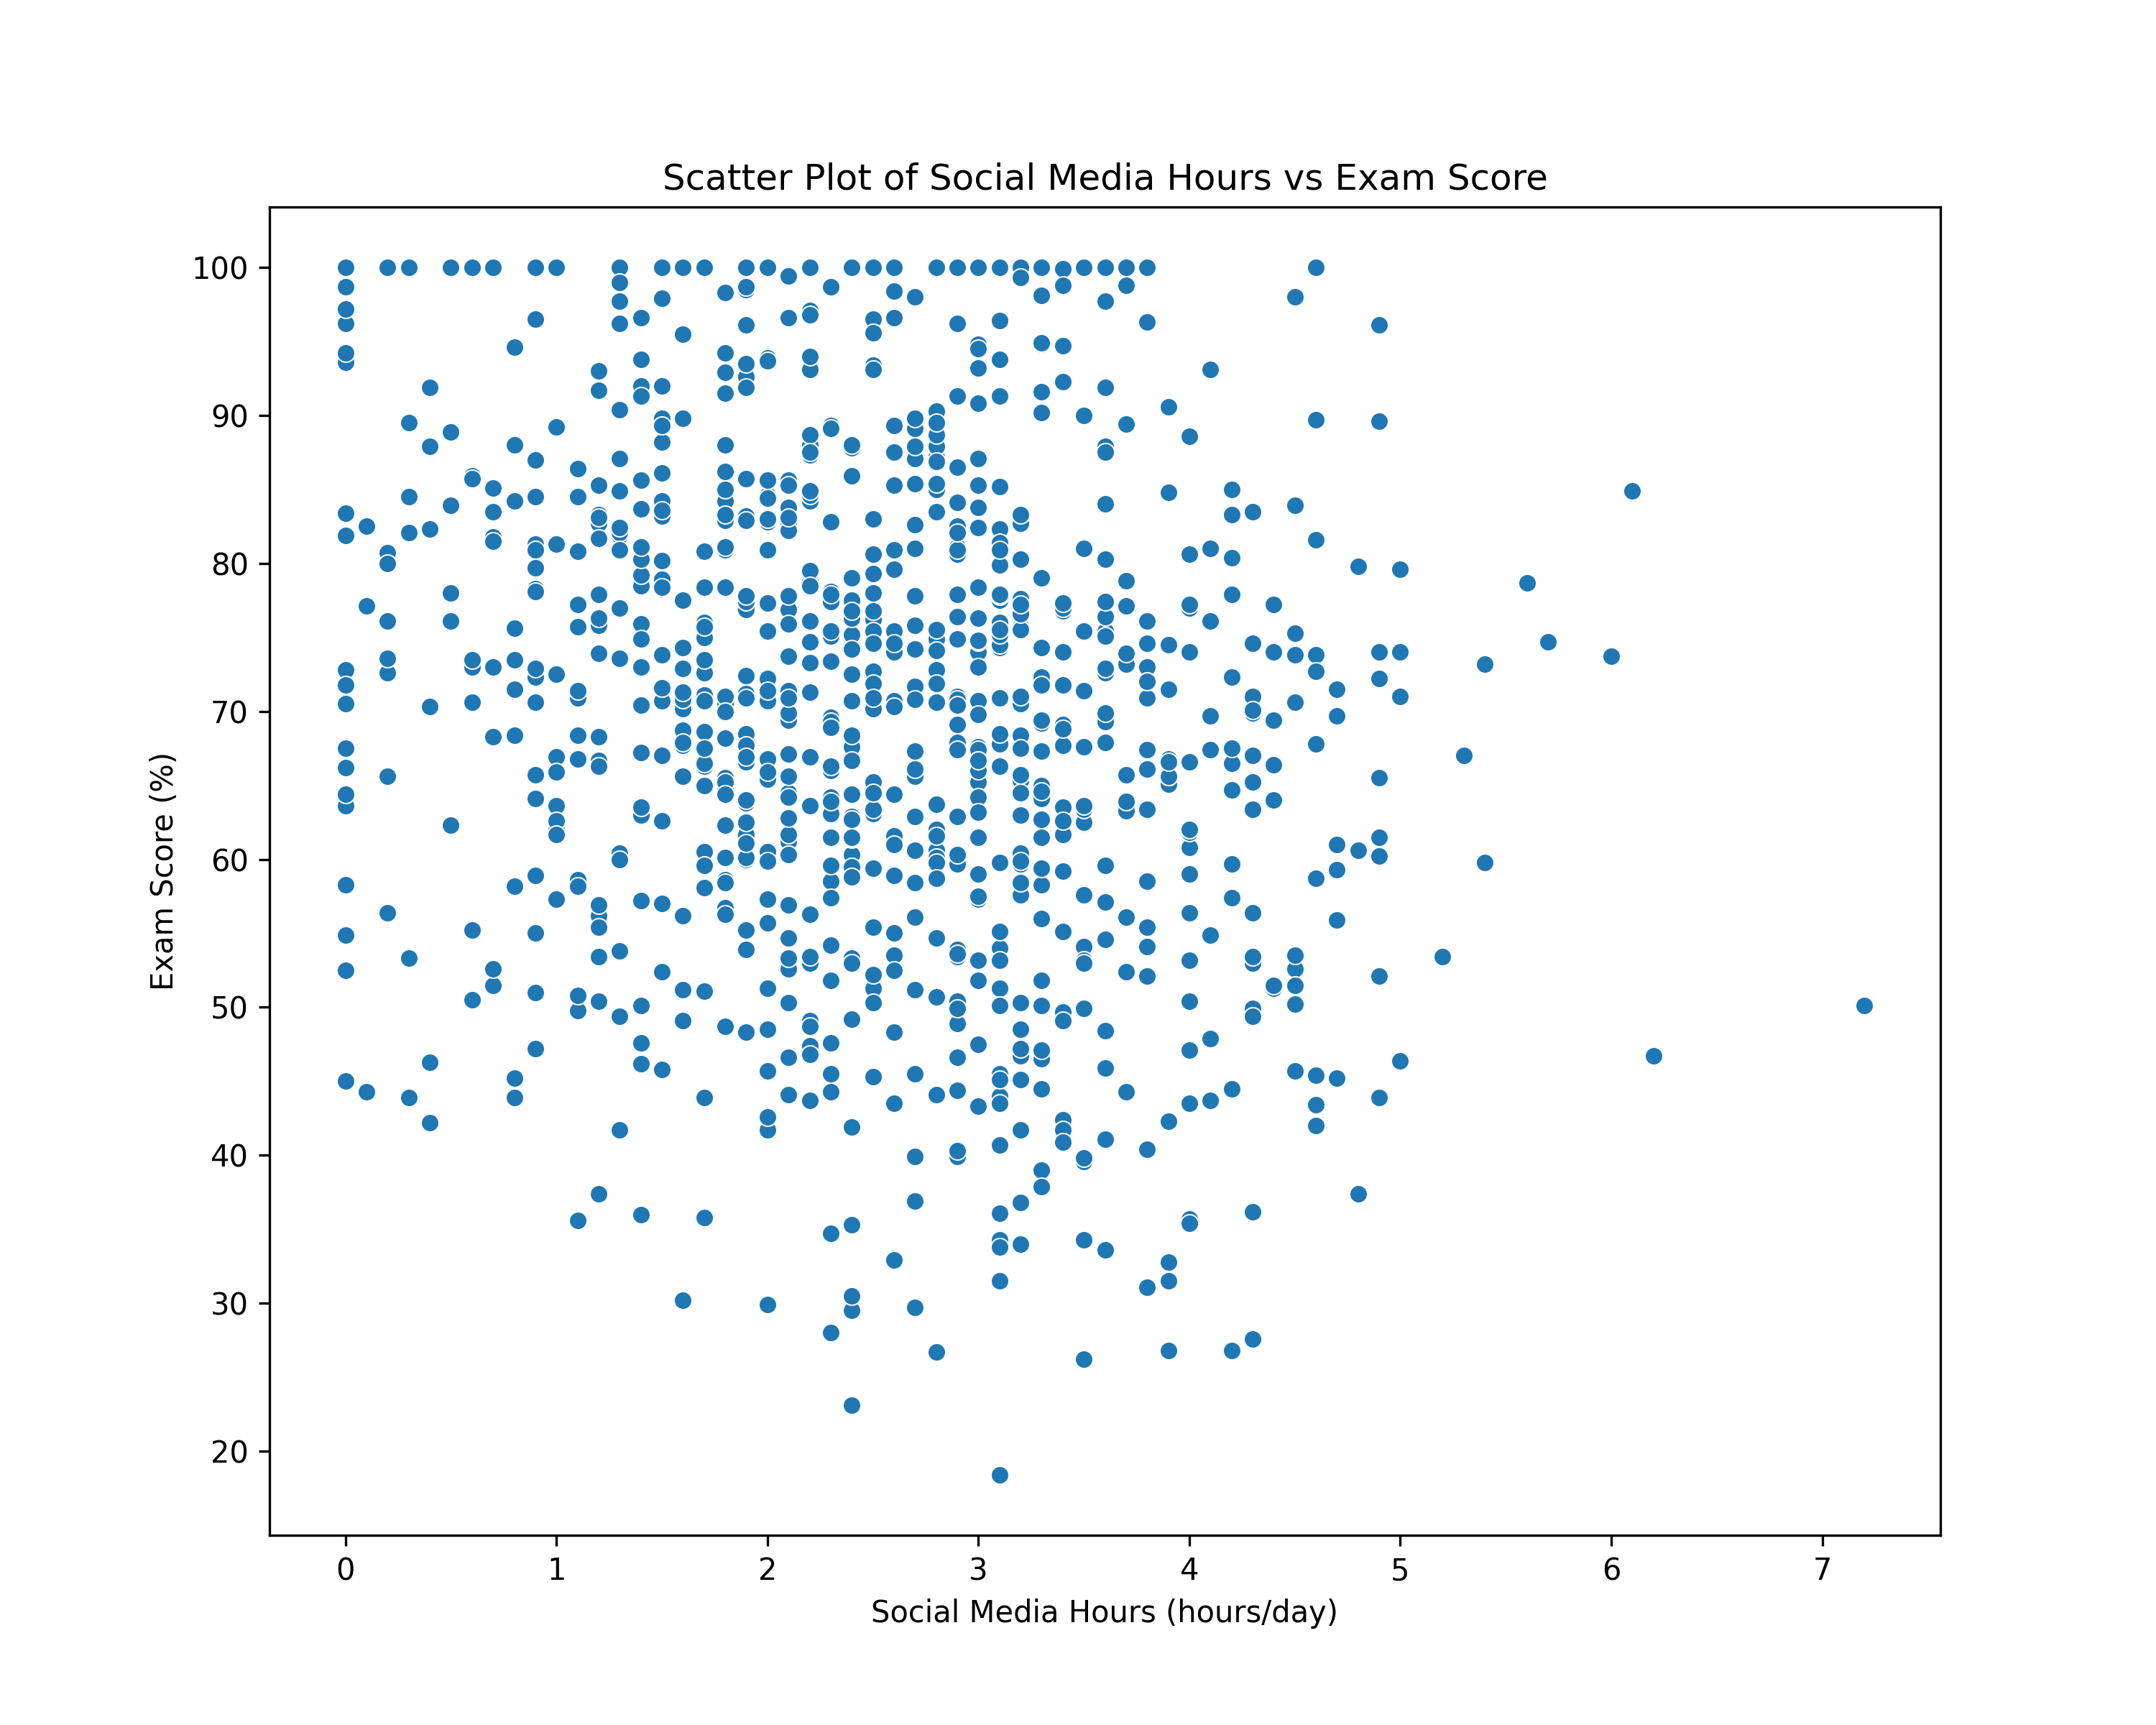 Scatter Plot of Social Media Hours vs Exam Score
Exam Score (%)
100
90
80
70
60
50
40
30
20
0 1 2 3 4 5 6 7
Social Media Hours (hours/day)